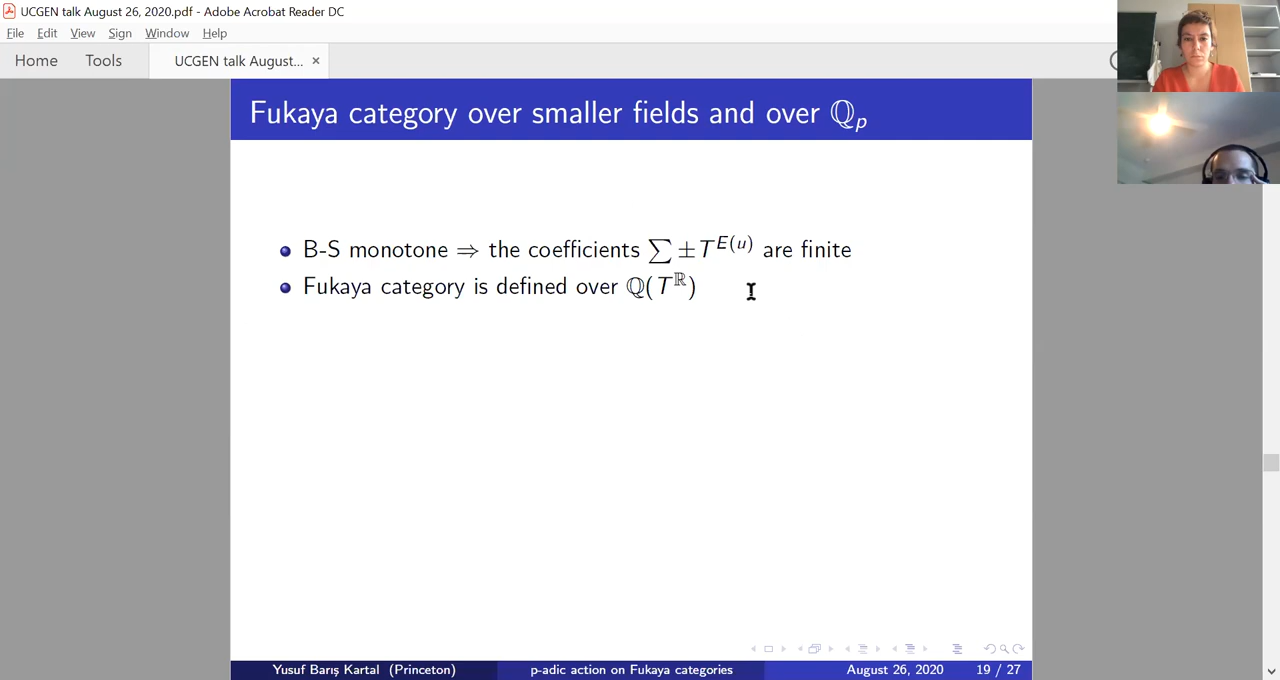 UCGEN talk August 26, 2020.pdf - Adobe Acrobat Reader DC
File Edit View Sign Window Help
Home Tools UCGEN talk August... ×
Fukaya category over smaller fields and over ℚₚ
B-S monotone ⇒ the coefficients ∑ ±T^{E(u)} are finite
Fukaya category is defined over ℚ(T^ℝ)
Yusuf Barış Kartal (Princeton) p-adic action on Fukaya categories August 26, 2020 19 / 27